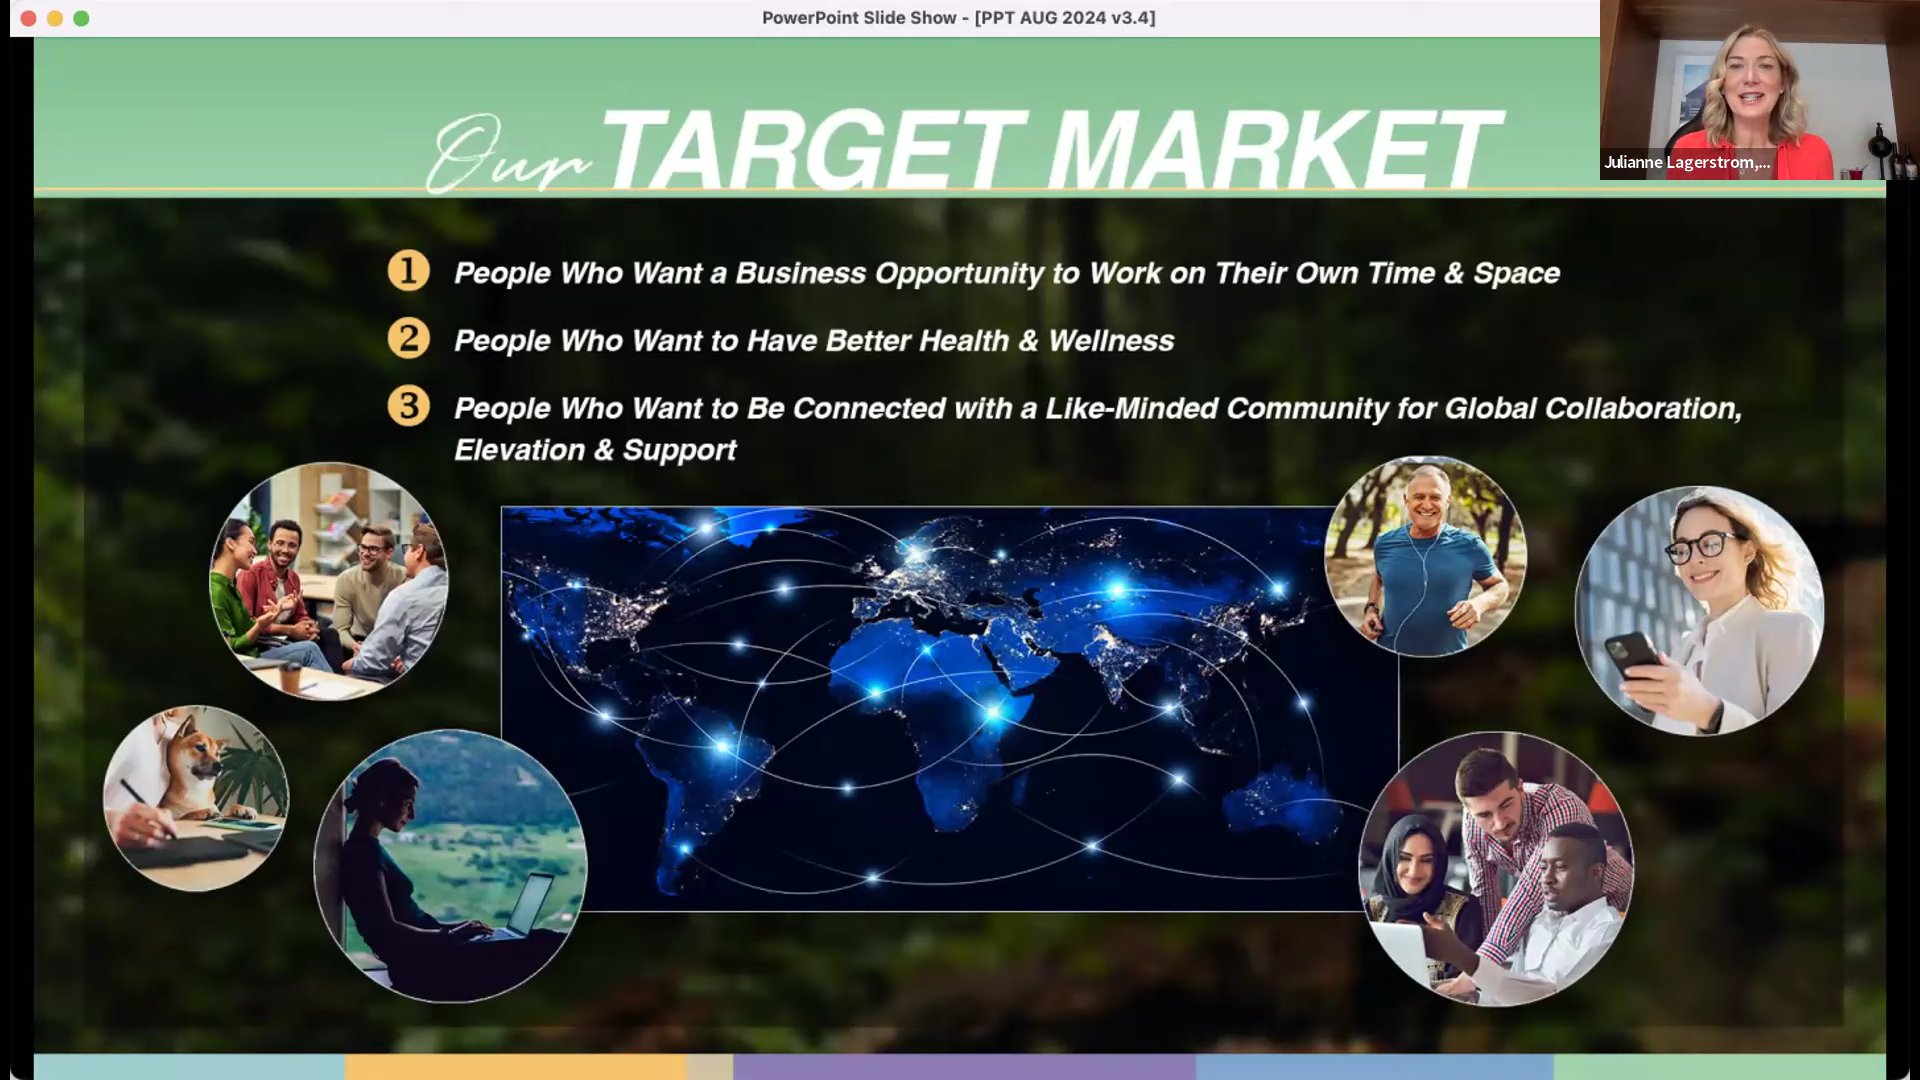 PowerPoint Slide Show - [PPT AUG 2024 v3.4]
Our TARGET MARKET
Julianne Lagerstrom,...
1 People Who Want a Business Opportunity to Work on Their Own Time & Space
2 People Who Want to Have Better Health & Wellness
3 People Who Want to Be Connected with a Like-Minded Community for Global Collaboration,
Elevation & Support